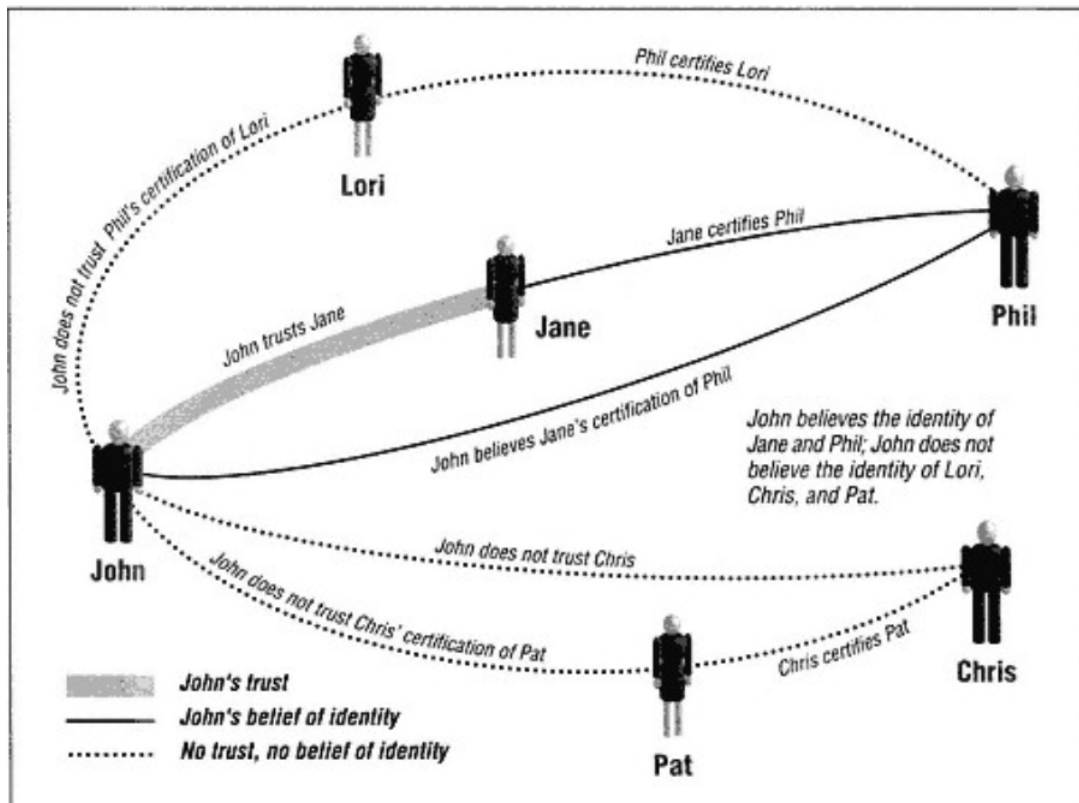 Phil certifies Lori
John does not trust Phil's certification of Lori
Lori
Jane certifies Phil
Phil
John trusts Jane
Jane
John believes Jane's certification of Phil
John believes the identity of
Jane and Phil; John does not
believe the identity of Lori,
Chris, and Pat.
John
John does not trust Chris
John does not trust Chris' certification of Pat
Chris certifies Pat
Chris
Pat
John's trust
John's belief of identity
No trust, no belief of identity